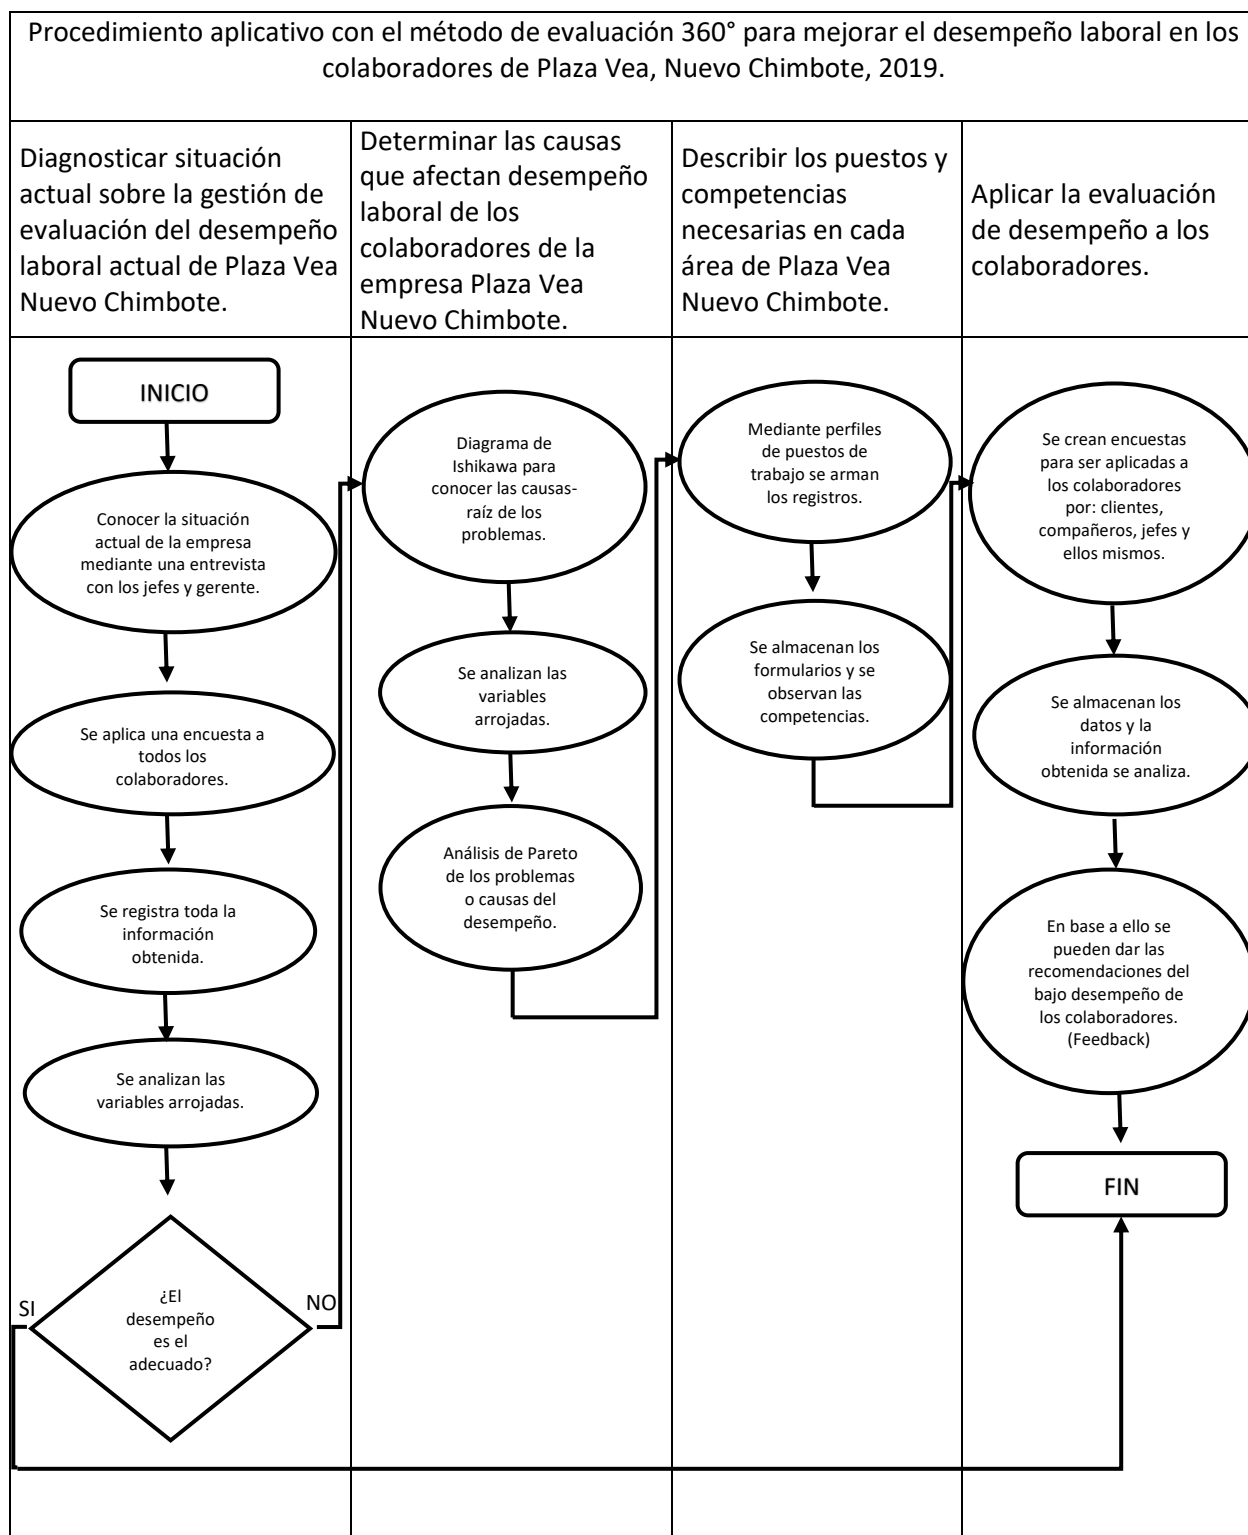 Procedimiento aplicativo con el método de evaluación 360° para mejorar el desempeño laboral en los
colaboradores de Plaza Vea, Nuevo Chimbote, 2019.
Diagnosticar situación
actual sobre la gestión de
evaluación del desempeño
laboral actual de Plaza Vea
Nuevo Chimbote.
Determinar las causas
que afectan desempeño
laboral de los
colaboradores de la
empresa Plaza Vea
Nuevo Chimbote.
Describir los puestos y
competencias
necesarias en cada
área de Plaza Vea
Nuevo Chimbote.
Aplicar la evaluación
de desempeño a los
colaboradores.
INICIO
Conocer la situación
actual de la empresa
mediante una entrevista
con los jefes y gerente.
Se aplica una encuesta a
todos los
colaboradores.
Se registra toda la
información
obtenida.
Se analizan las
variables arrojadas.
SI
¿El
desempeño
es el
adecuado?
NO
Diagrama de
Ishikawa para
conocer las causas-
raíz de los
problemas.
Se analizan las
variables
arrojadas.
Análisis de Pareto
de los problemas
o causas del
desempeño.
Mediante perfiles
de puestos de
trabajo se arman
los registros.
Se almacenan los
formularios y se
observan las
competencias.
Se crean encuestas
para ser aplicadas a
los colaboradores
por: clientes,
compañeros, jefes y
ellos mismos.
Se almacenan los
datos y la
información
obtenida se analiza.
En base a ello se
pueden dar las
recomendaciones del
bajo desempeño de
los colaboradores.
(Feedback)
FIN